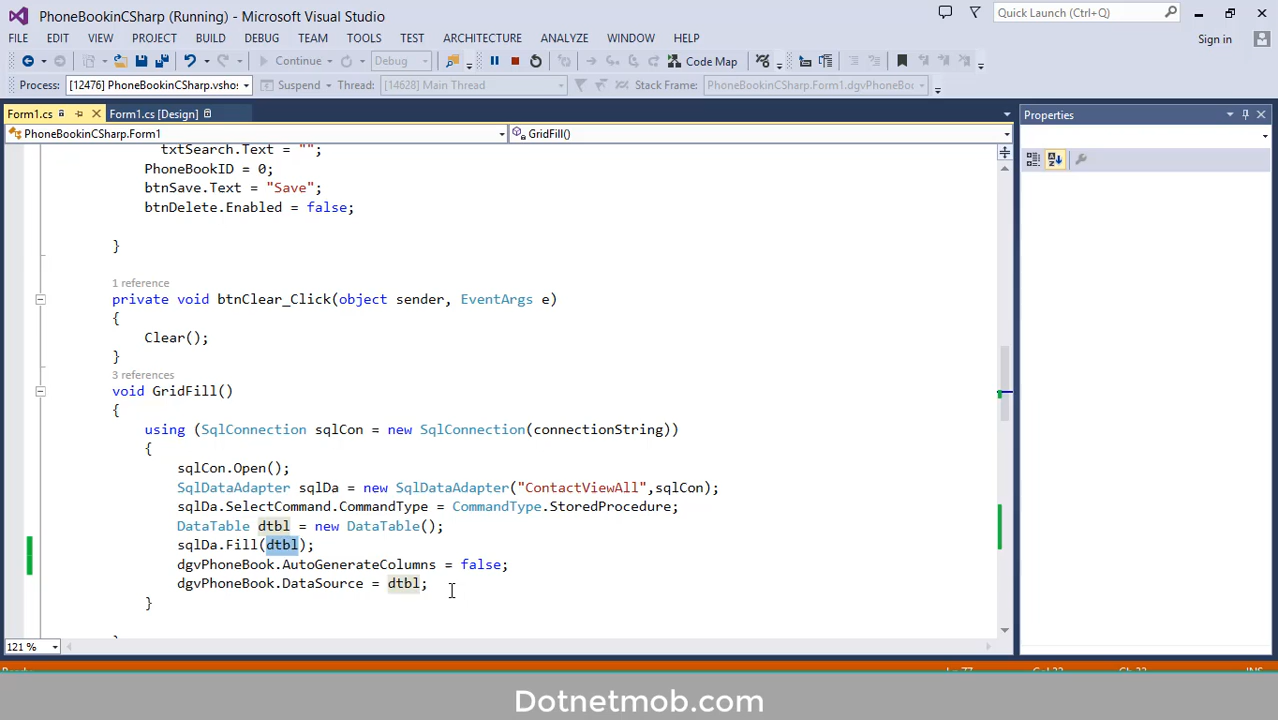 PhoneBookinCSharp (Running) - Microsoft Visual Studio
Quick Launch (Ctrl+Q)
FILE EDIT VIEW PROJECT BUILD DEBUG TEAM TOOLS TEST ARCHITECTURE ANALYZE WINDOW HELP
Sign in
Continue Debug Code Map
Process: [12476] PhoneBookinCSharp.vshos Suspend Thread: [14628] Main Thread Stack Frame: PhoneBookinCSharp.Form1.dgvPhoneBoo
Form1.cs Form1.cs [Design] Properties
PhoneBookinCSharp.Form1 GridFill()
txtSearch.Text = "";
PhoneBookID = 0;
btnSave.Text = "Save";
btnDelete.Enabled = false;
}
1 reference
private void btnClear_Click(object sender, EventArgs e)
{
Clear();
}
3 references
void GridFill()
{
using (SqlConnection sqlCon = new SqlConnection(connectionString))
{
sqlCon.Open();
SqlDataAdapter sqlDa = new SqlDataAdapter("ContactViewAll",sqlCon);
sqlDa.SelectCommand.CommandType = CommandType.StoredProcedure;
DataTable dtbl = new DataTable();
sqlDa.Fill(dtbl);
dgvPhoneBook.AutoGenerateColumns = false;
dgvPhoneBook.DataSource = dtbl;
}
121 %
Dotnetmob.com